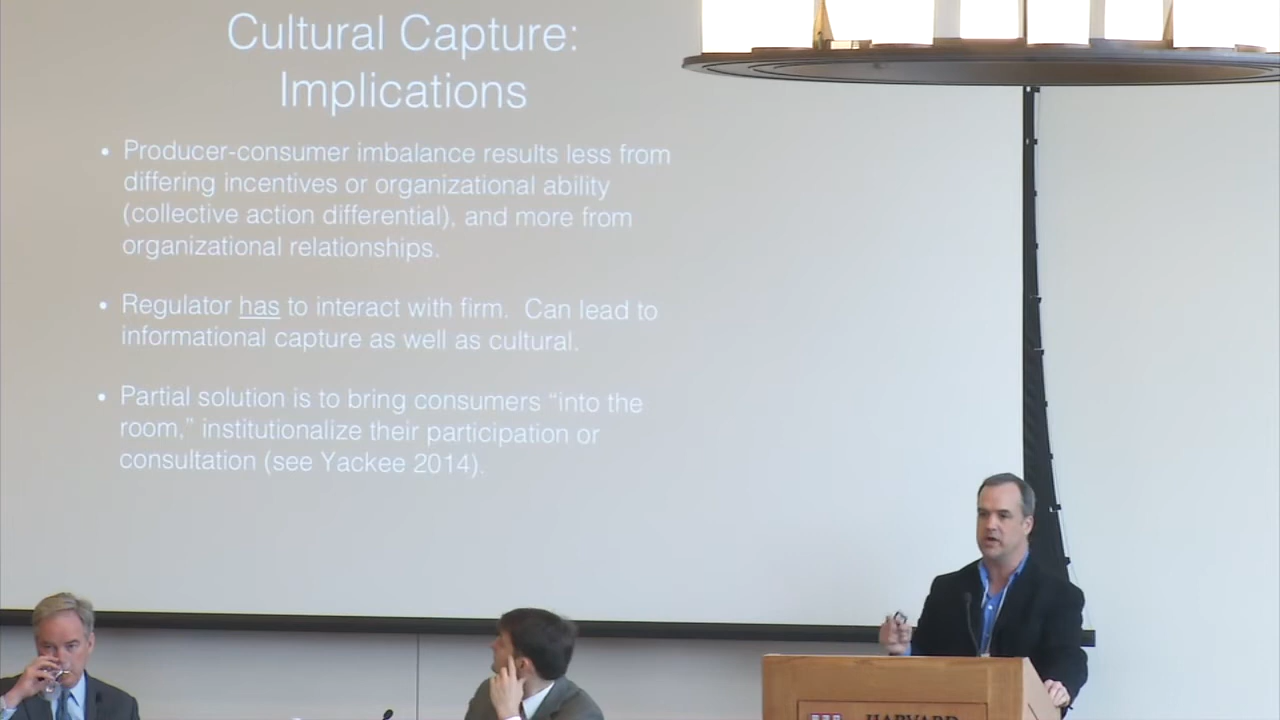 Cultural Capture:
Implications
• Producer-consumer imbalance results less from
differing incentives or organizational ability
(collective action differential), and more from
organizational relationships.
• Regulator has to interact with firm.  Can lead to
informational capture as well as cultural.
• Partial solution is to bring consumers “into the
room,” institutionalize their participation or
consultation (see Yackee 2014).
HARVARD